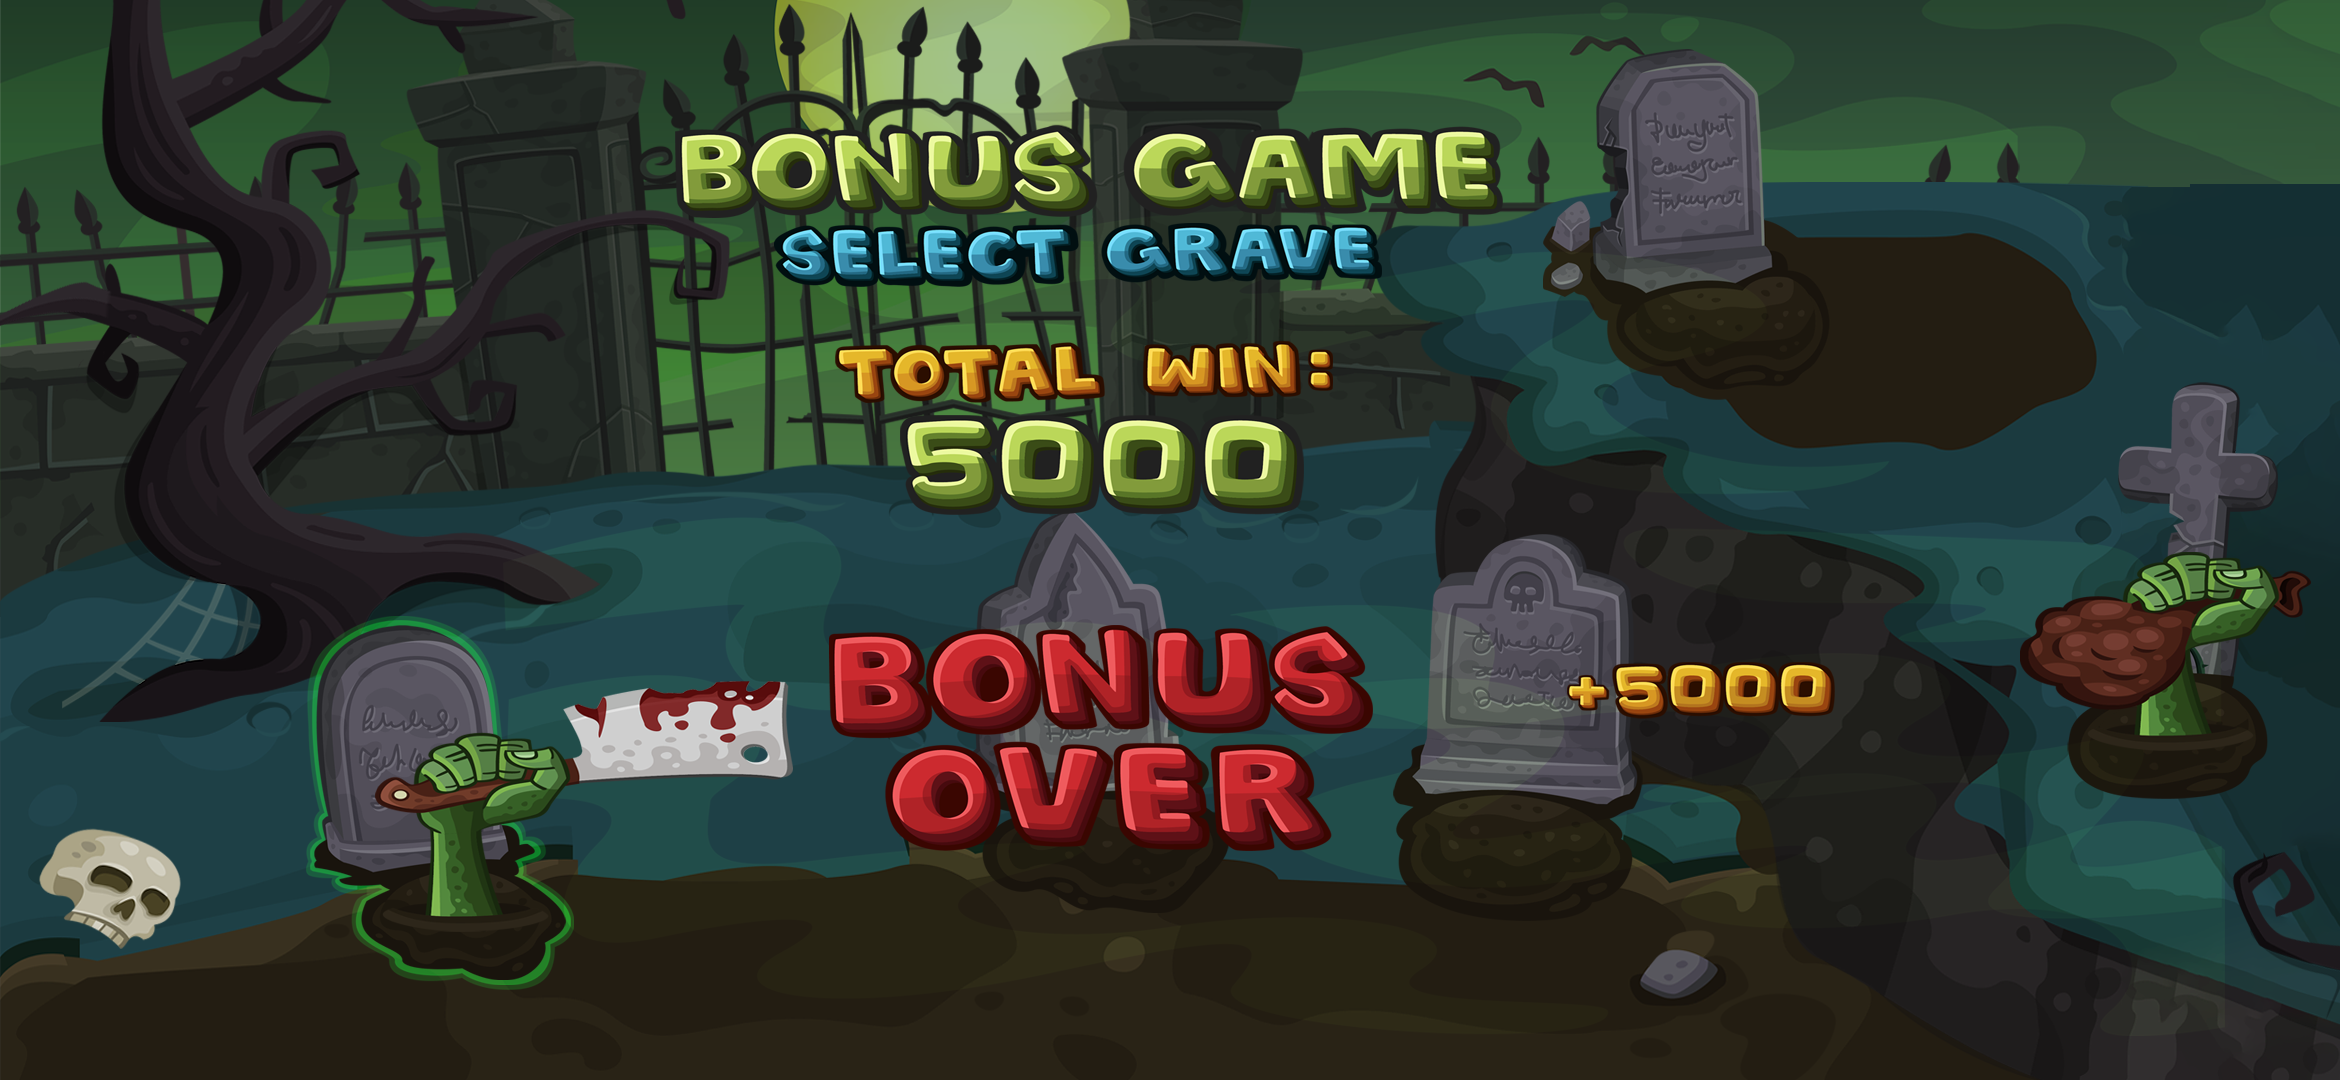 BONUS GAME
SELECT GRAVE
TOTAL WIN:
5000
BONUS
OVER
+5000